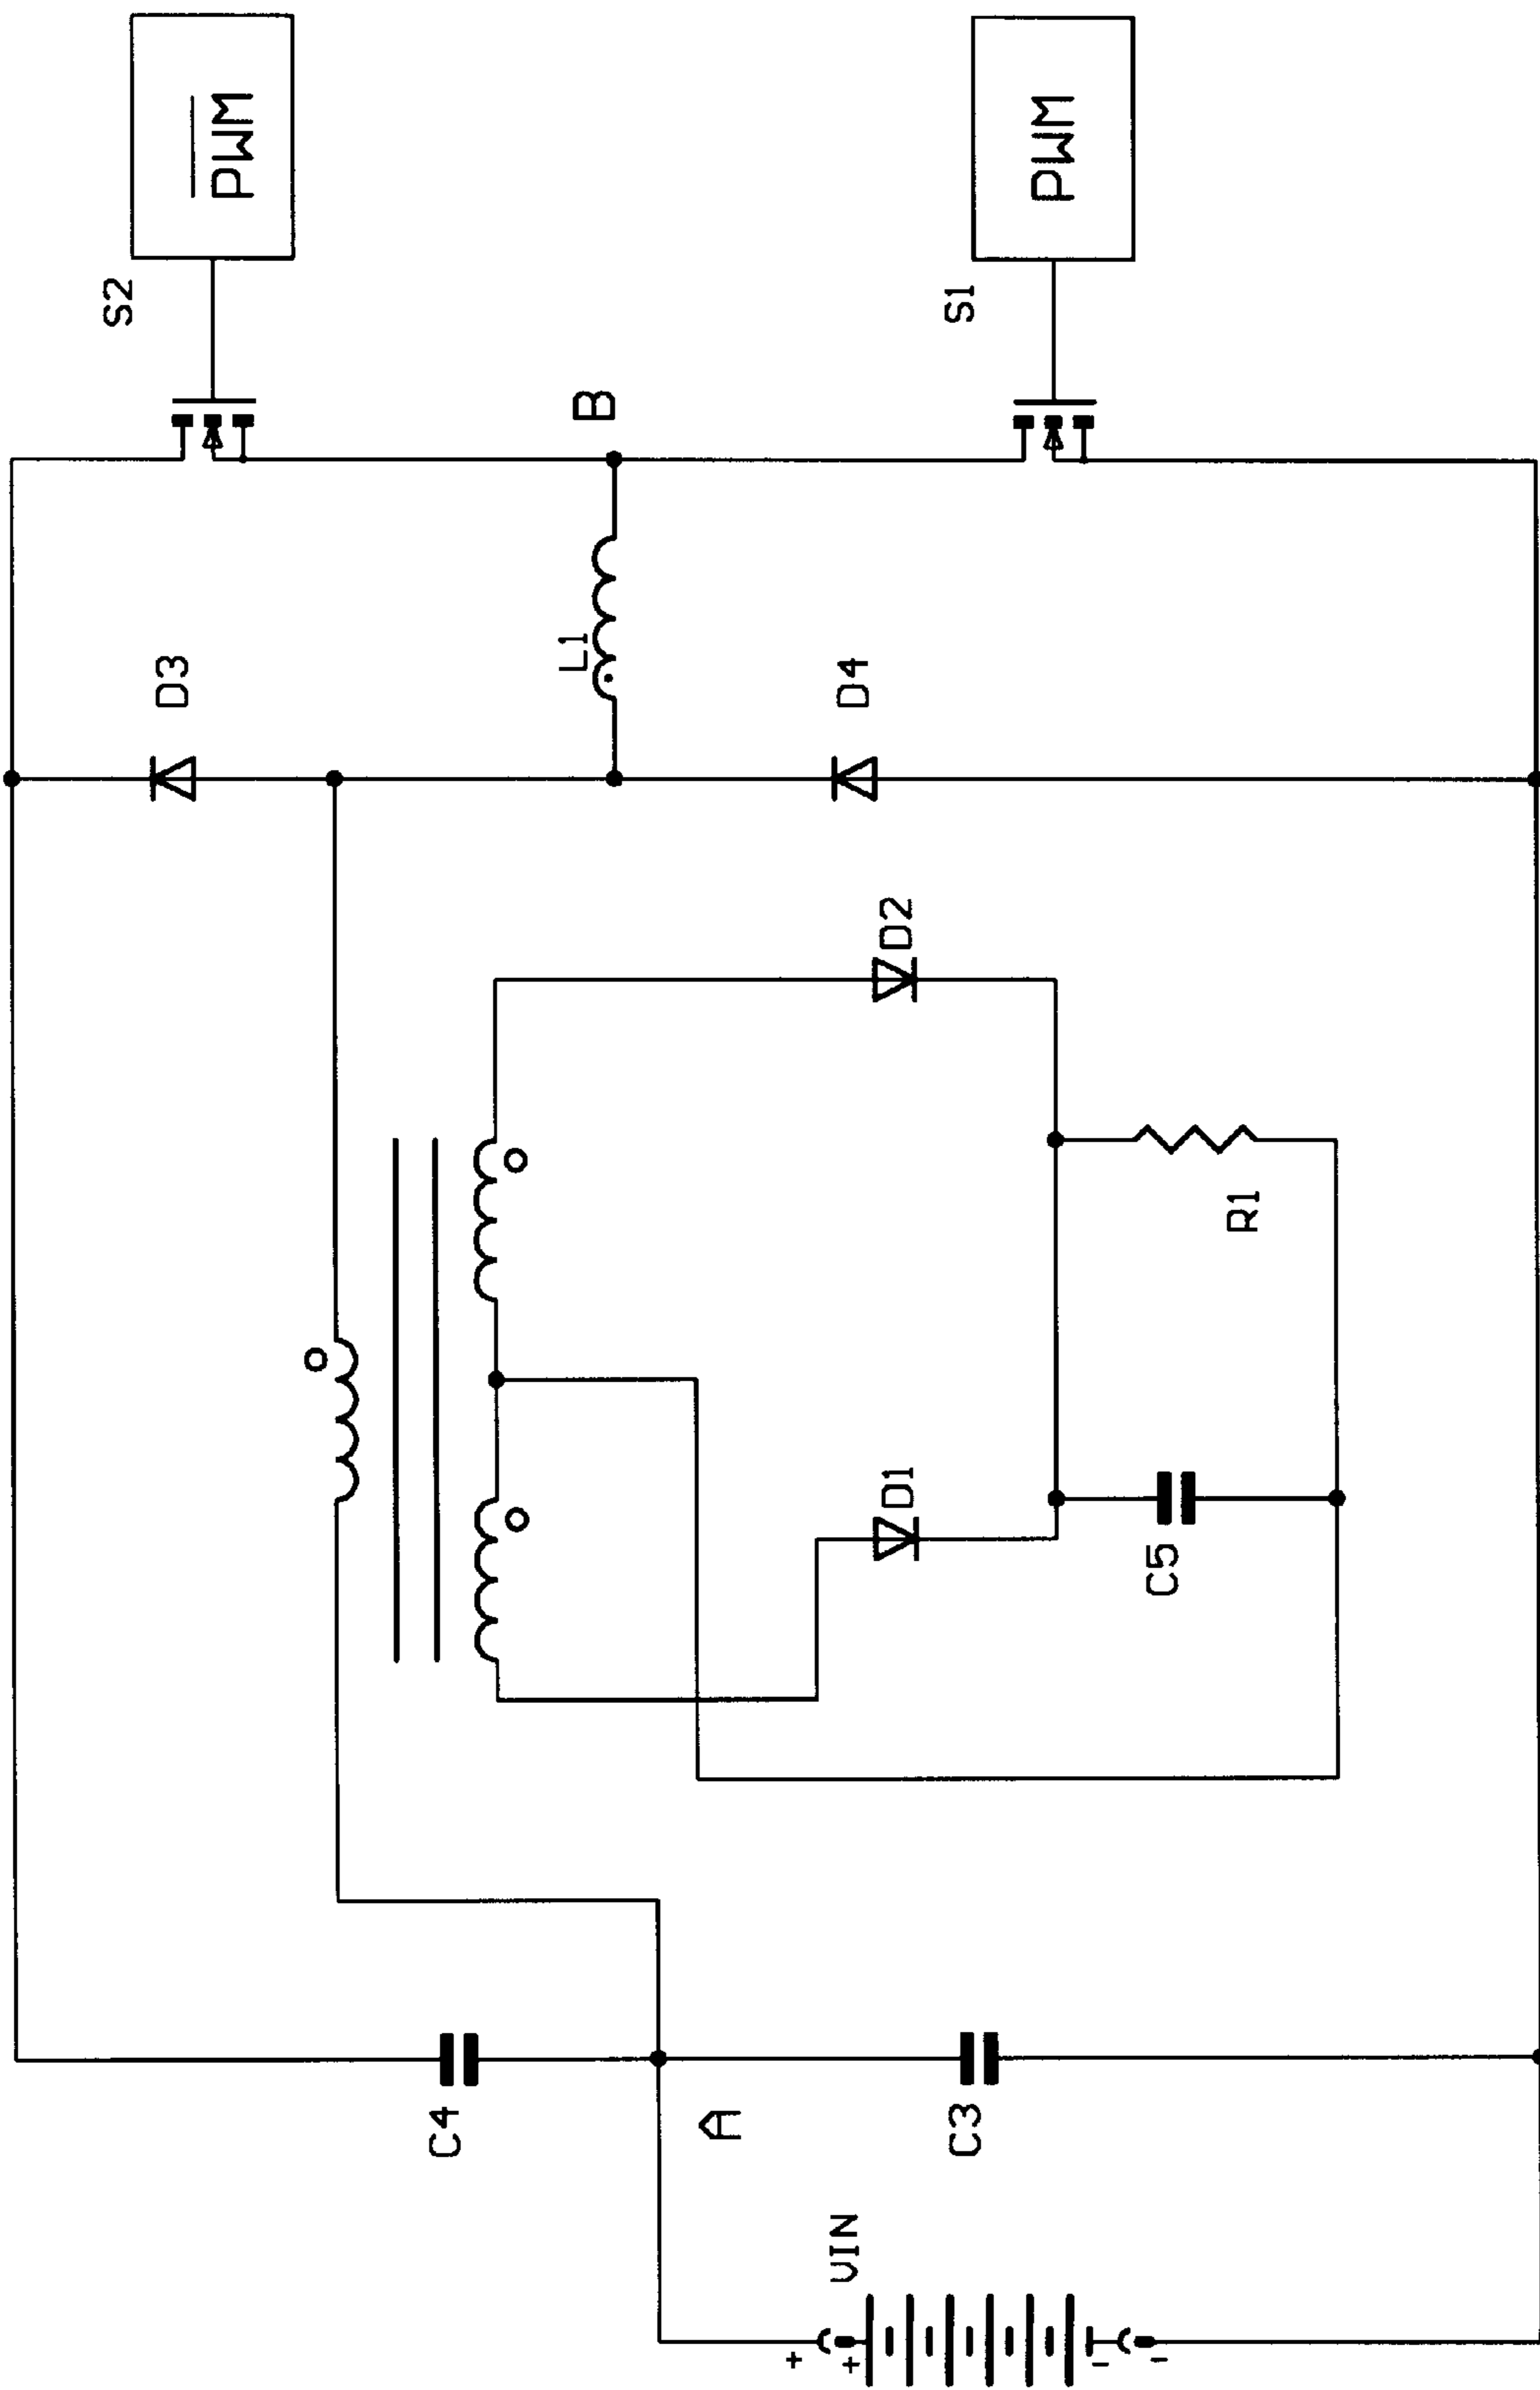 PWM
S2
PWM
S1
B
L1
D3
D4
D2
R1
D1
C5
C4
A
C3
VIN
+
+
-
-